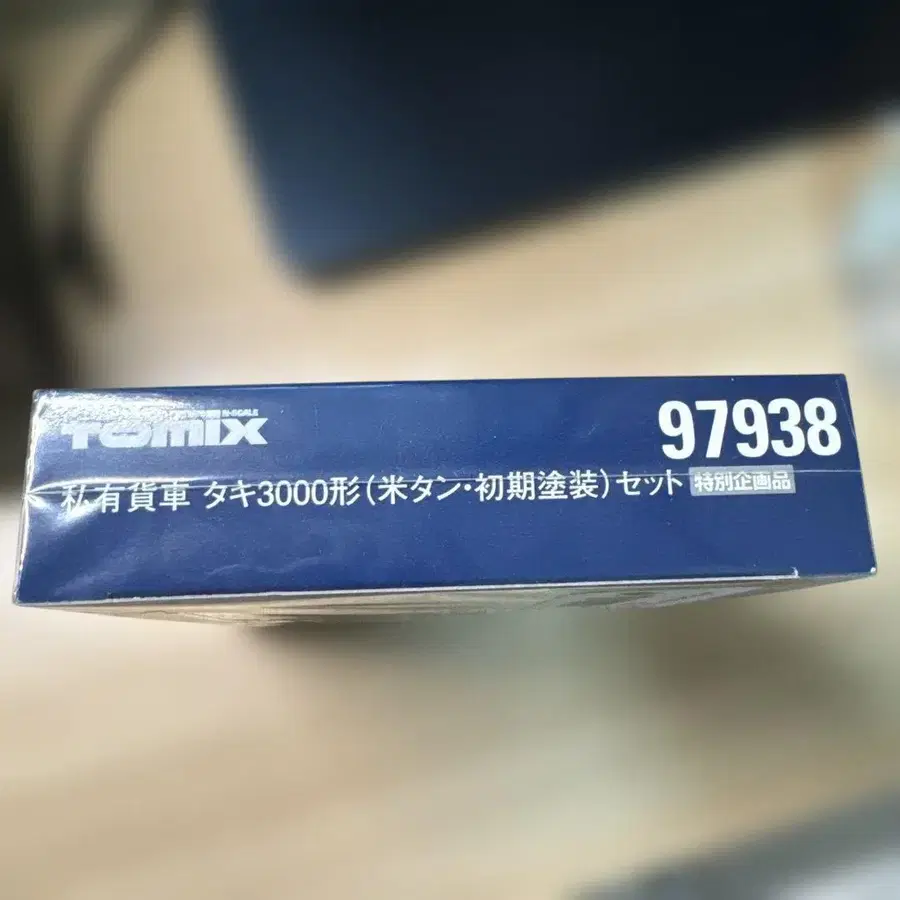 N-SCALE
TOMIX
97938
私有貨車 タキ3000形(米タン・初期塗装)セット 特別企画品